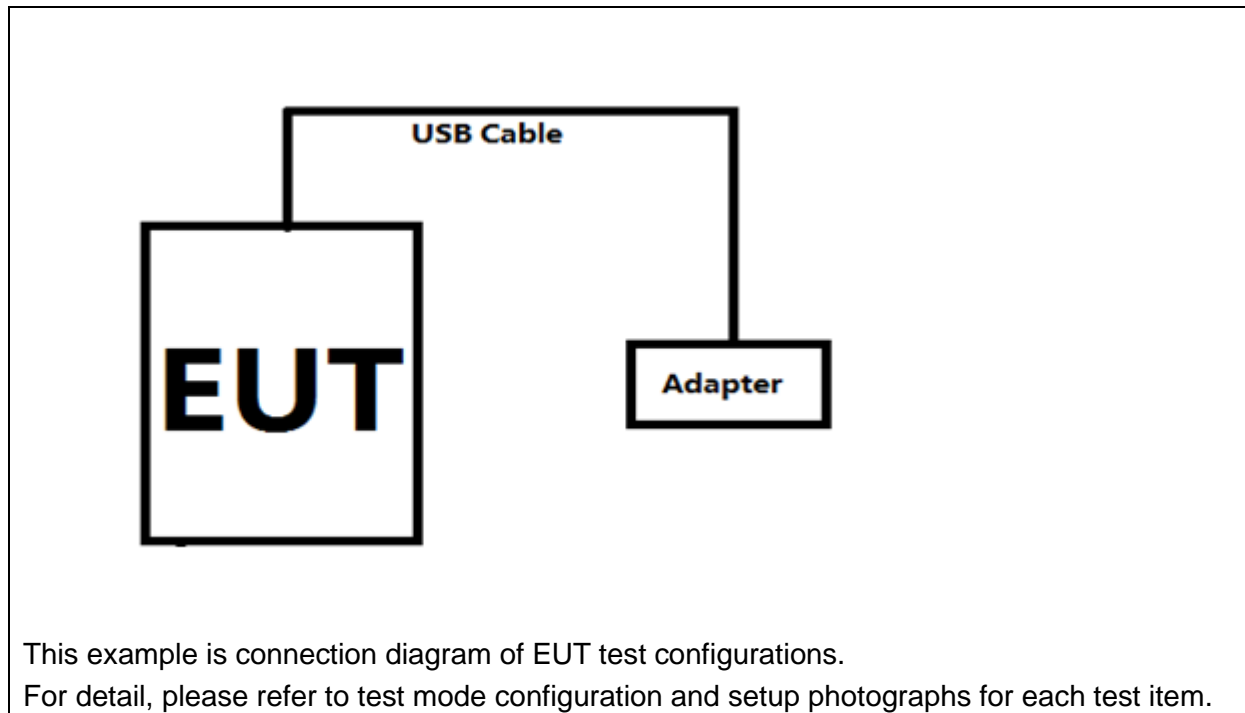 USB Cable
EUT
Adapter
This example is connection diagram of EUT test configurations.
For detail, please refer to test mode configuration and setup photographs for each test item.